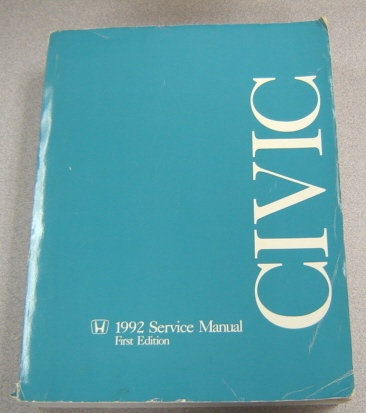 CIVIC
1992 Service Manual
First Edition